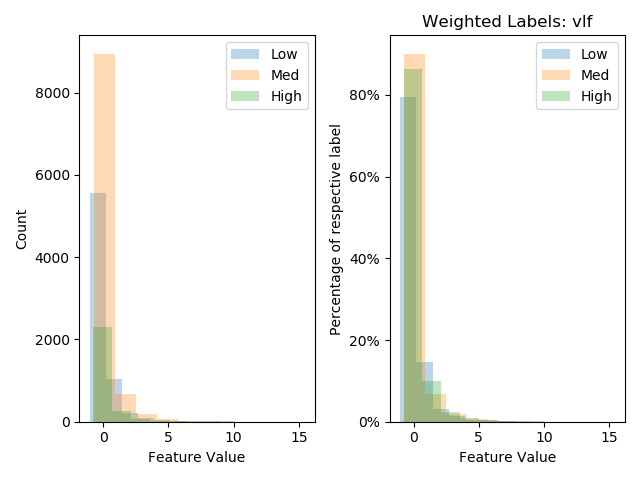 Weighted Labels: vlf
Low
Med
High
Low
Med
High
Count
8000
6000
4000
2000
0
0
5
10
15
Feature Value
Percentage of respective label
80%
60%
40%
20%
0%
0
5
10
15
Feature Value